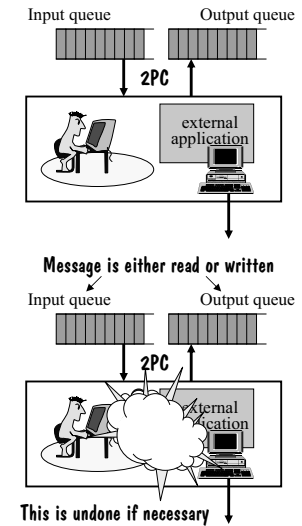 Input queue Output queue
2PC
external
application
Message is either read or written
Input queue Output queue
2PC
external
This is undone if necessary